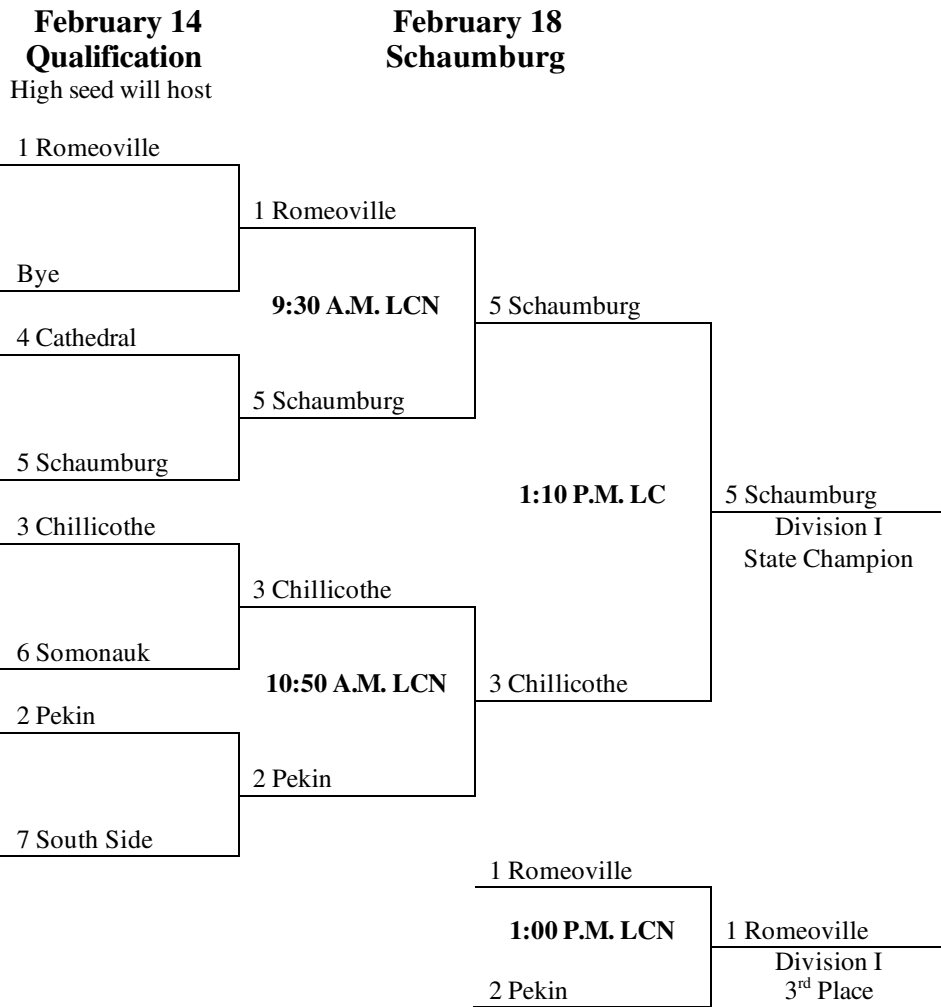 February 14
Qualification
High seed will host
February 18
Schaumburg
1 Romeoville
1 Romeoville
Bye
9:30 A.M. LCN
5 Schaumburg
4 Cathedral
5 Schaumburg
5 Schaumburg
1:10 P.M. LC
5 Schaumburg
Division I
State Champion
3 Chillicothe
3 Chillicothe
6 Somonauk
10:50 A.M. LCN
3 Chillicothe
2 Pekin
2 Pekin
7 South Side
1 Romeoville
1:00 P.M. LCN
1 Romeoville
Division I
3rd Place
2 Pekin